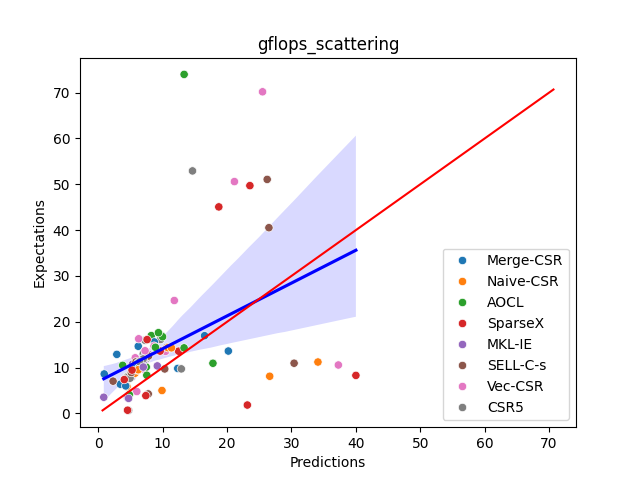 gflops_scattering
Expectations
70
60
50
40
30
20
10
0
0 10 20 30 40 50 60 70
Predictions
Merge-CSR
Naive-CSR
AOCL
SparseX
MKL-IE
SELL-C-s
Vec-CSR
CSR5